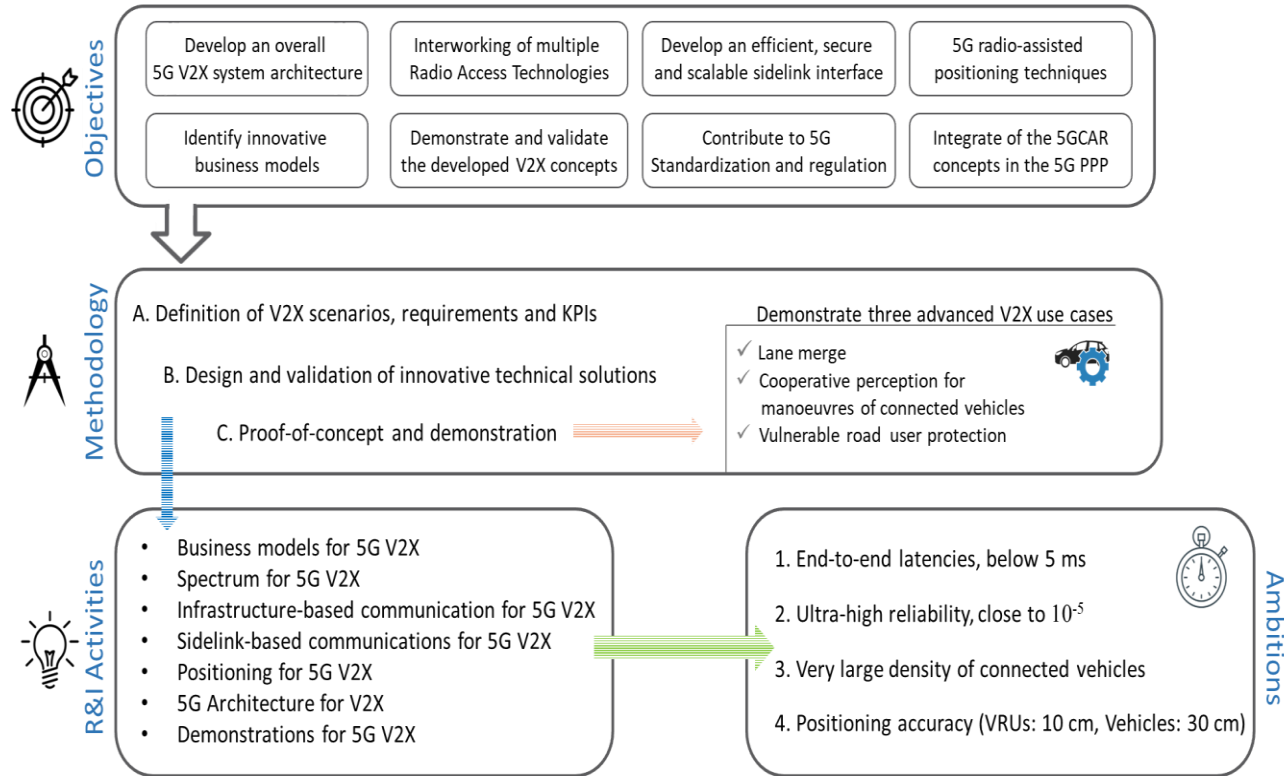 Objectives
Develop an overall
5G V2X system architecture
Interworking of multiple
Radio Access Technologies
Develop an efficient, secure
and scalable sidelink interface
5G radio-assisted
positioning techniques
Identify innovative
business models
Demonstrate and validate
the developed V2X concepts
Contribute to 5G
Standardization and regulation
Integrate of the 5GCAR
concepts in the 5G PPP
Methodology
A. Definition of V2X scenarios, requirements and KPIs
B. Design and validation of innovative technical solutions
C. Proof-of-concept and demonstration
Demonstrate three advanced V2X use cases
✓ Lane merge
✓ Cooperative perception for
manoeuvres of connected vehicles
✓ Vulnerable road user protection
R&I Activities
• Business models for 5G V2X
• Spectrum for 5G V2X
• Infrastructure-based communication for 5G V2X
• Sidelink-based communications for 5G V2X
• Positioning for 5G V2X
• 5G Architecture for V2X
• Demonstrations for 5G V2X
Ambitions
1. End-to-end latencies, below 5 ms
2. Ultra-high reliability, close to 10⁻⁵
3. Very large density of connected vehicles
4. Positioning accuracy (VRUs: 10 cm, Vehicles: 30 cm)